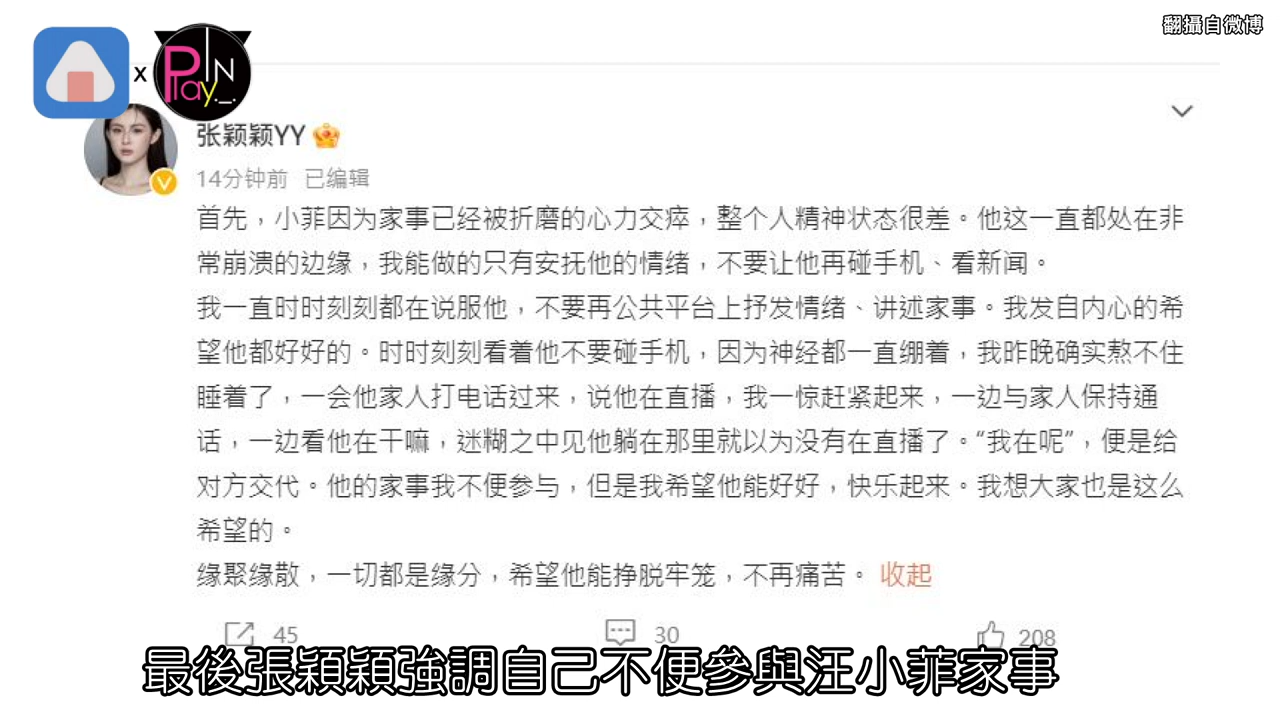 翻攝自微博
x
PlayIN
张颖颖YY
14分钟前 已编辑
首先，小菲因为家事已经被折磨的心力交瘁，整个人精神状态很差。他这一直都处在非
常崩溃的边缘，我能做的只有安抚他的情绪，不要让他再碰手机、看新闻。
我一直时时刻刻都在说服他，不要再公共平台上抒发情绪、讲述家事。我发自内心的希
望他都好好的。时时刻刻看着他不要碰手机，因为神经都一直绷着，我昨晚确实熬不住
睡着了，一会他家人打电话过来，说他在直播，我一惊赶紧起来，一边与家人保持通
话，一边看他在干嘛，迷糊之中见他躺在那里就以为没有在直播了。“我在呢”，便是给
对方交代。他的家事我不便参与，但是我希望他能好好，快乐起来。我想大家也是这么
希望的。
缘聚缘散，一切都是缘分，希望他能挣脱牢笼，不再痛苦。 收起
45 30 208
最後張穎穎強調自己不便參與汪小菲家事